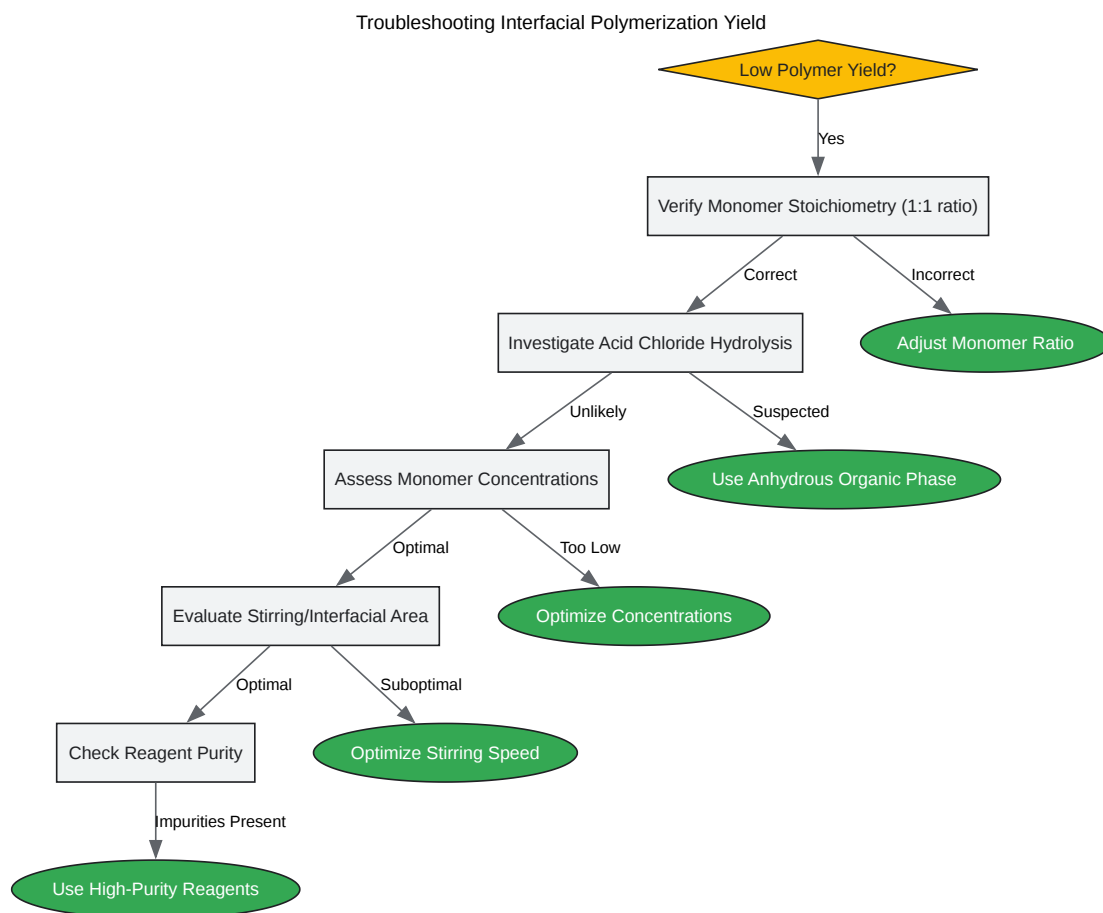 Troubleshooting Interfacial Polymerization Yield
Low Polymer Yield?
Yes
Verify Monomer Stoichiometry (1:1 ratio)
Correct
Incorrect
Investigate Acid Chloride Hydrolysis
Adjust Monomer Ratio
Unlikely
Suspected
Assess Monomer Concentrations
Use Anhydrous Organic Phase
Optimal
Too Low
Evaluate Stirring/Interfacial Area
Optimize Concentrations
Optimal
Suboptimal
Check Reagent Purity
Optimize Stirring Speed
Impurities Present
Use High-Purity Reagents